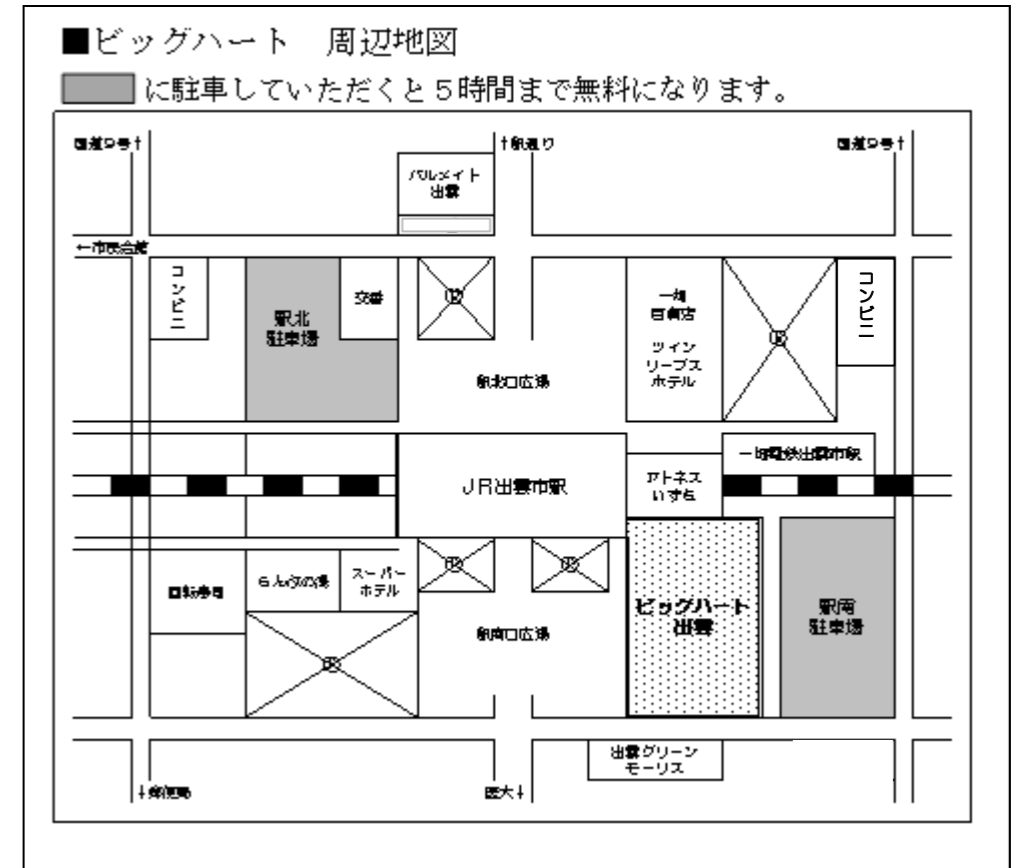 ■ビッグハート 周辺地図
に駐車していただくと５時間まで無料になります。
国道９号↑
↑駅通り
国道９号↑
パルメイト
出雲
←市民会館
コンビニ
駅北
駐車場
交番
一畑
百貨店
ツイン
リーブス
ホテル
コンビニ
駅北口広場
一畑電鉄出雲市駅
ＪＲ出雲市駅
アトネス
いずも
回転寿司
らんぷの湯
スーパー
ホテル
駅南口広場
ビッグハート
出雲
駅南
駐車場
出雲グリーン
モーリス
↓郵便局
医大↓